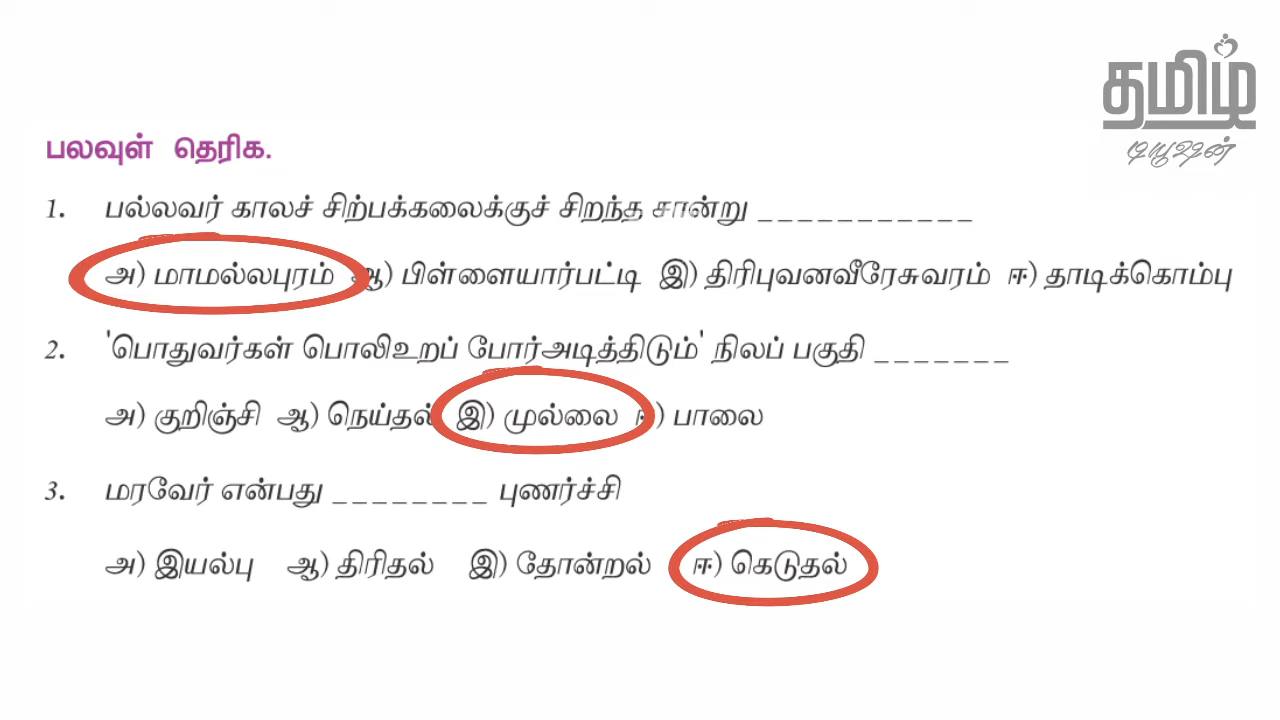 தமிழ்
டியூஷன்
பலவுள் தெரிக.
1. பல்லவர் காலச் சிற்பக்கலைக்குச் சிறந்த சான்று ___________
அ) மாமல்லபுரம் ஆ) பிள்ளையார்பட்டி இ) திரிபுவனவீரேசுவரம் ஈ) தாடிக்கொம்பு
2. 'பொதுவர்கள் பொலிஉறப் போர்அடித்திடும்' நிலப் பகுதி _______
அ) குறிஞ்சி ஆ) நெய்தல் இ) முல்லை ஈ) பாலை
3. மரவேர் என்பது ________ புணர்ச்சி
அ) இயல்பு ஆ) திரிதல் இ) தோன்றல் ஈ) கெடுதல்